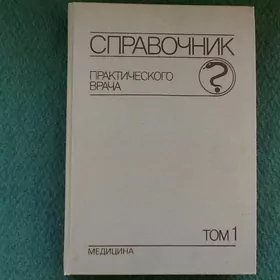 СПРАВОЧНИК
ПРАКТИЧЕСКОГО
ВРАЧА
?
ТОМ 1
МЕДИЦИНА